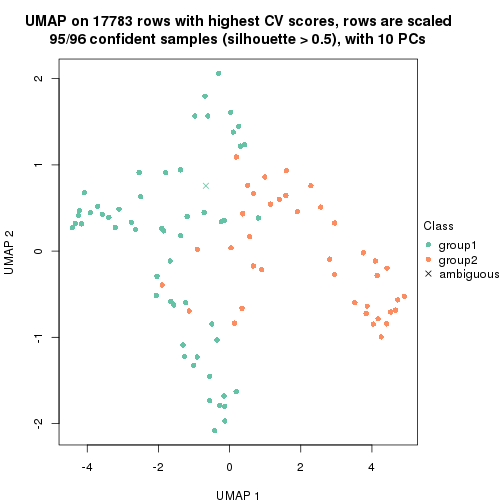 UMAP on 17783 rows with highest CV scores, rows are scaled
95/96 confident samples (silhouette > 0.5), with 10 PCs
2
1
0
-1
-2
UMAP 2
-4
-2
0
2
4
UMAP 1
Class
group1
group2
ambiguous